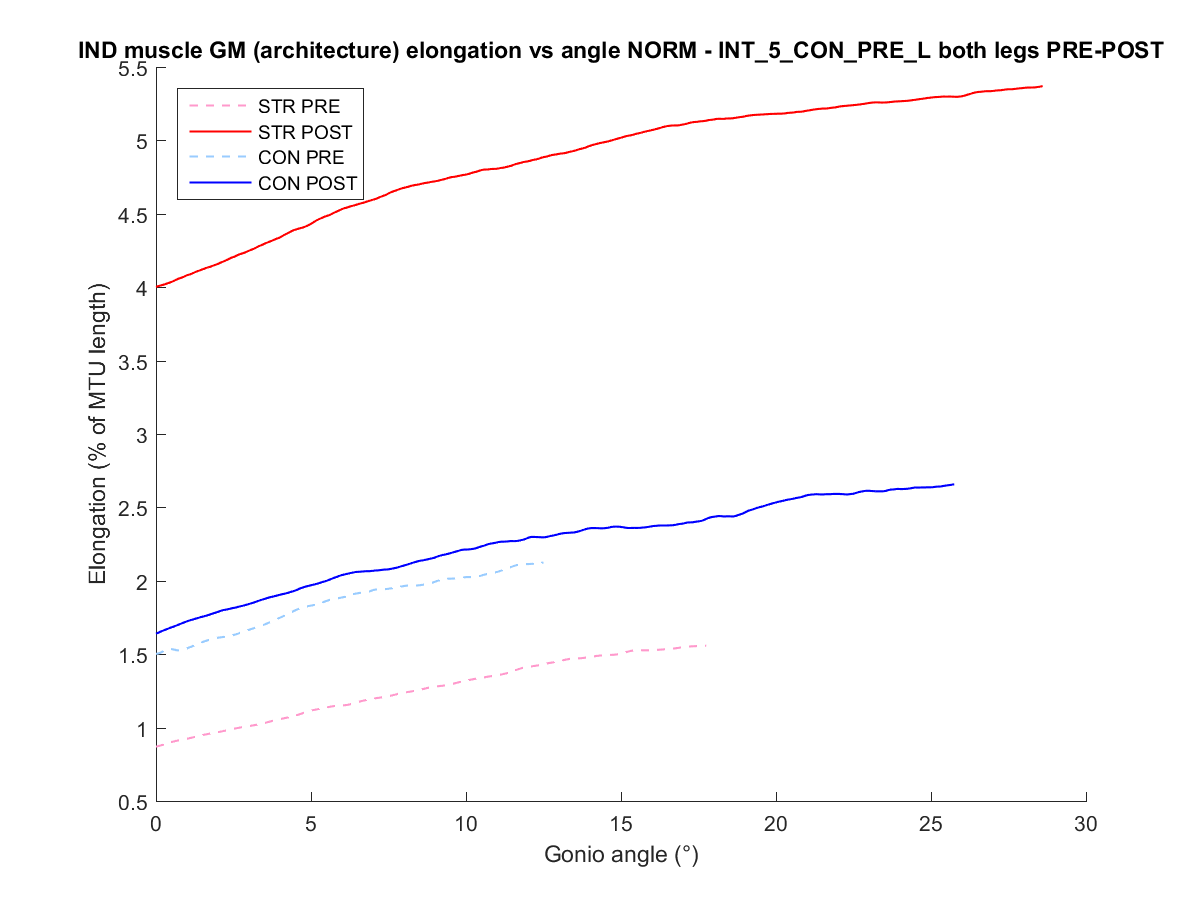 IND muscle GM (architecture) elongation vs angle NORM - INT_5_CON_PRE_L both legs PRE-POST
5.5
5
4.5
4
3.5
3
2.5
2
1.5
1
0.5
Elongation (% of MTU length)
STR PRE
STR POST
CON PRE
CON POST
0 5 10 15 20 25 30
Gonio angle (°)